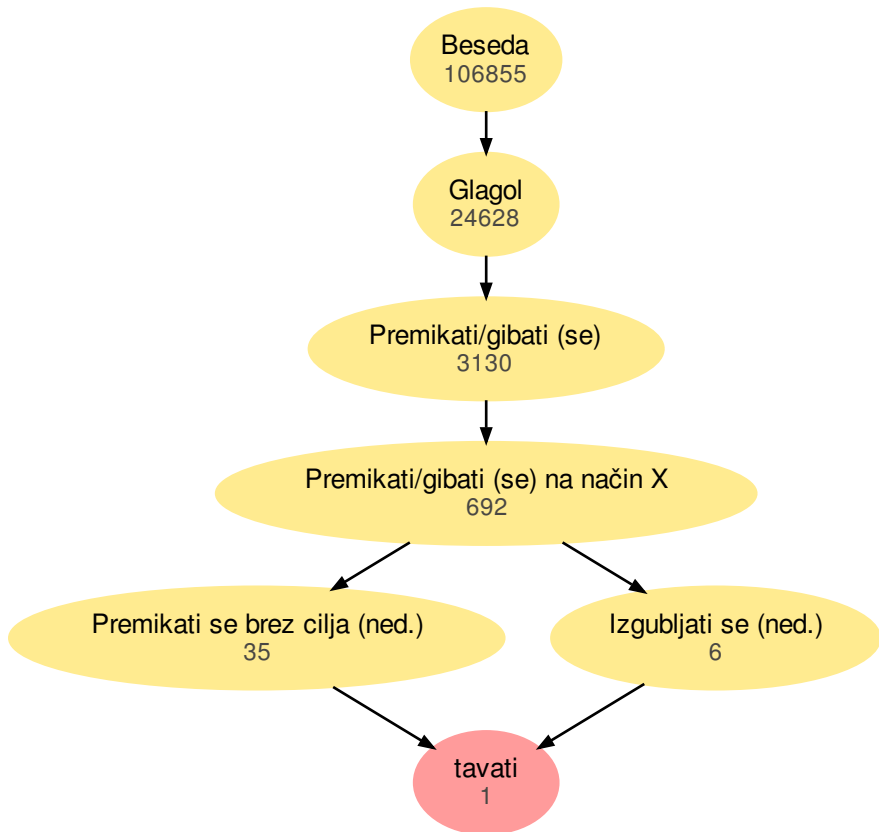 Beseda
106855
Glagol
24628
Premikati/gibati (se)
3130
Premikati/gibati (se) na način X
692
Premikati se brez cilja (ned.)
35
Izgubljati se (ned.)
6
tavati
1